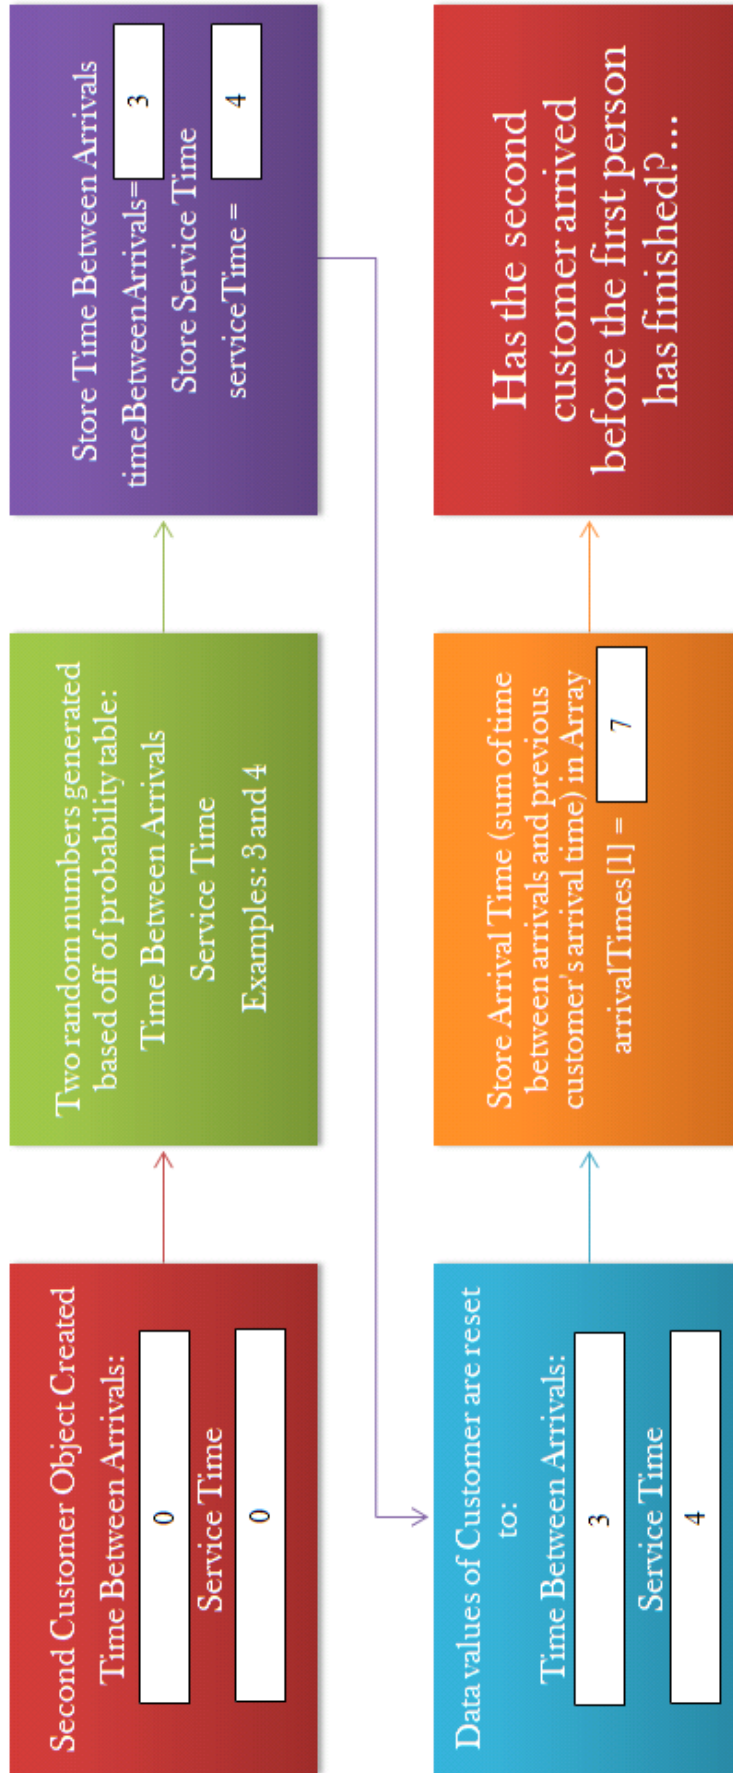 Second Customer Object Created
Time Between Arrivals:
0
Service Time
0
Two random numbers generated
based off of probability table:
Time Between Arrivals
Service Time
Examples: 3 and 4
Store Time Between Arrivals
timeBetweenArrivals=
3
Store Service Time
serviceTime =
4
Data values of Customer are reset
to:
Time Between Arrivals:
3
Service Time
4
Store Arrival Time (sum of time
between arrivals and previous
customer's arrival time) in Array
arrivalTimes[1] =
7
Has the second
customer arrived
before the first person
has finished?...